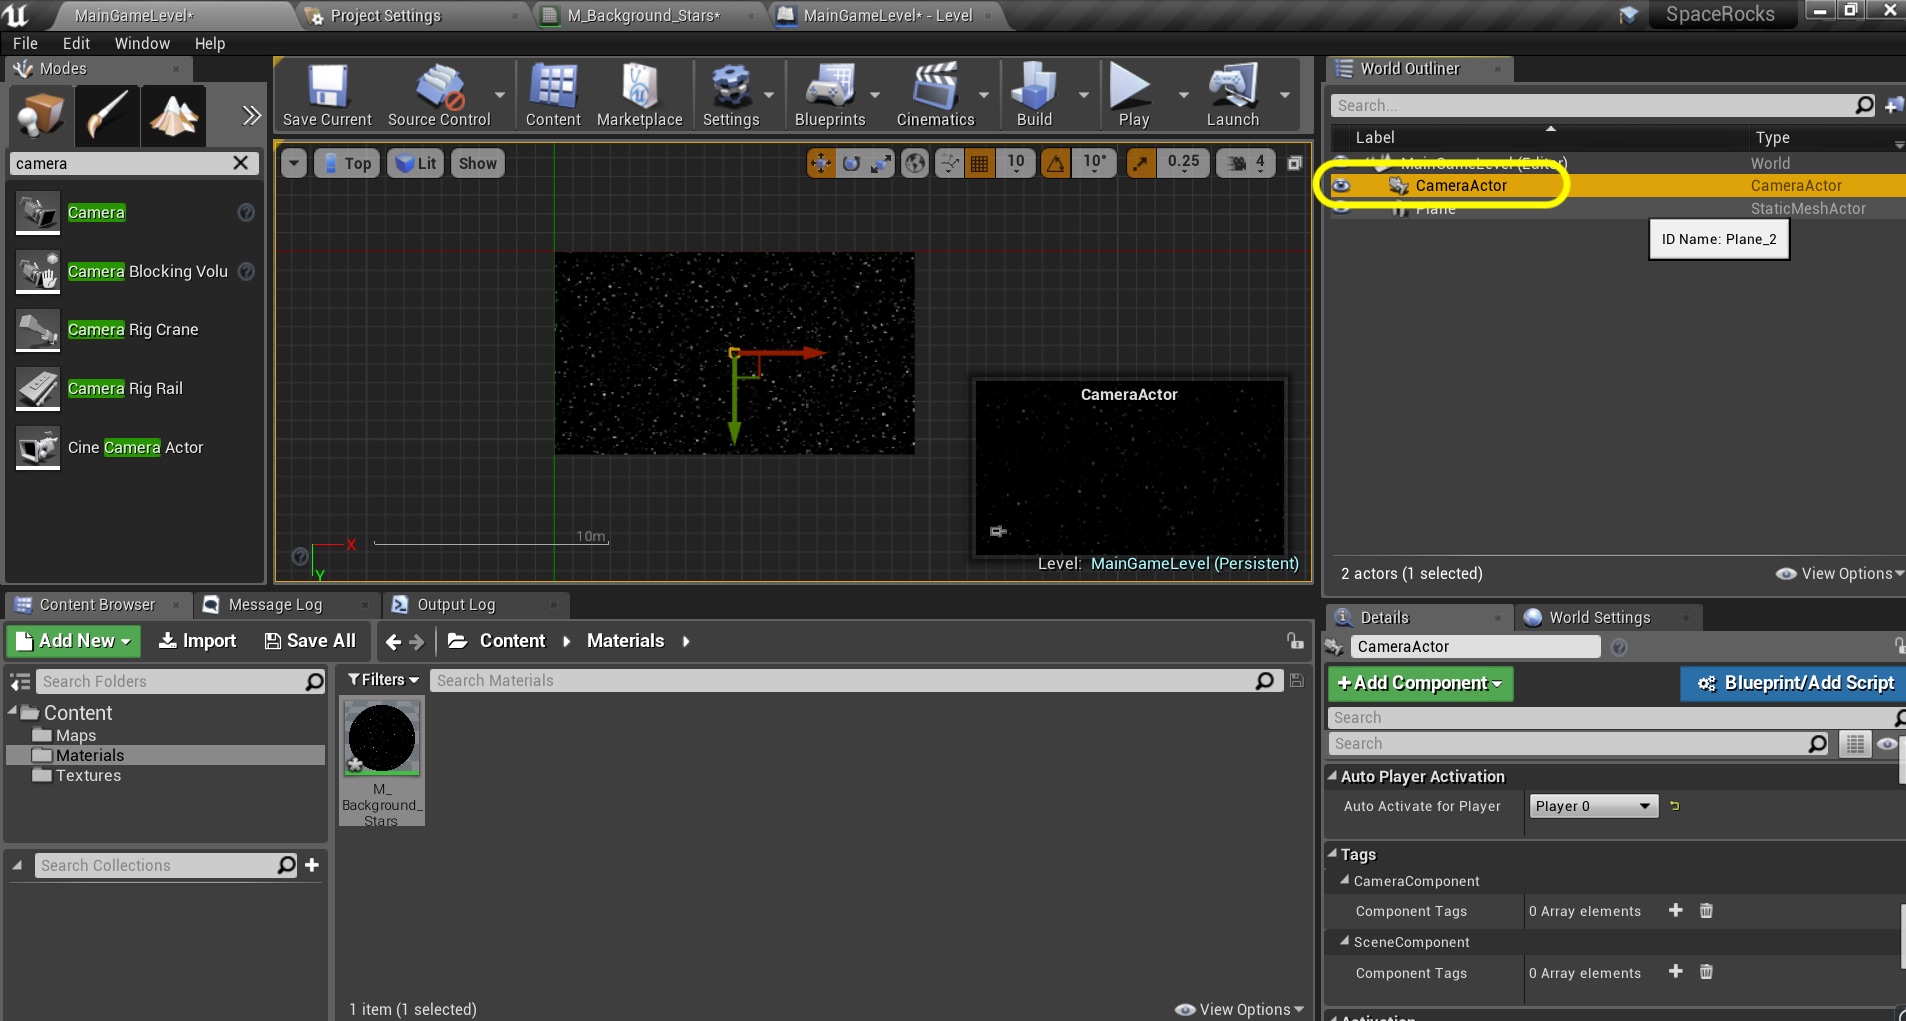 MainGameLevel*
Project Settings
M_Background_Stars*
MainGameLevel* - Level
SpaceRocks
File Edit Window Help
Modes
camera
Camera
Camera Blocking Volu
Camera Rig Crane
Camera Rig Rail
Cine Camera Actor
Save Current
Source Control
Content
Marketplace
Settings
Blueprints
Cinematics
Build
Play
Launch
Top
Lit
Show
10
10°
0.25
4
CameraActor
10m
X
Y
Level: MainGameLevel (Persistent)
World Outliner
Search...
Label Type
MainGameLevel (Editor) World
CameraActor CameraActor
Plane StaticMeshActor
ID Name: Plane_2
2 actors (1 selected)
View Options
Content Browser
Message Log
Output Log
Add New
Import
Save All
Content
Materials
Search Folders
Content
Maps
Materials
Textures
Search Collections
Filters
Search Materials
M_
Background_
Stars
1 item (1 selected)
View Options
Details
World Settings
CameraActor
+Add Component
Blueprint/Add Script
Search
Search
Auto Player Activation
Auto Activate for Player Player 0
Tags
CameraComponent
Component Tags 0 Array elements
SceneComponent
Component Tags 0 Array elements
Activation